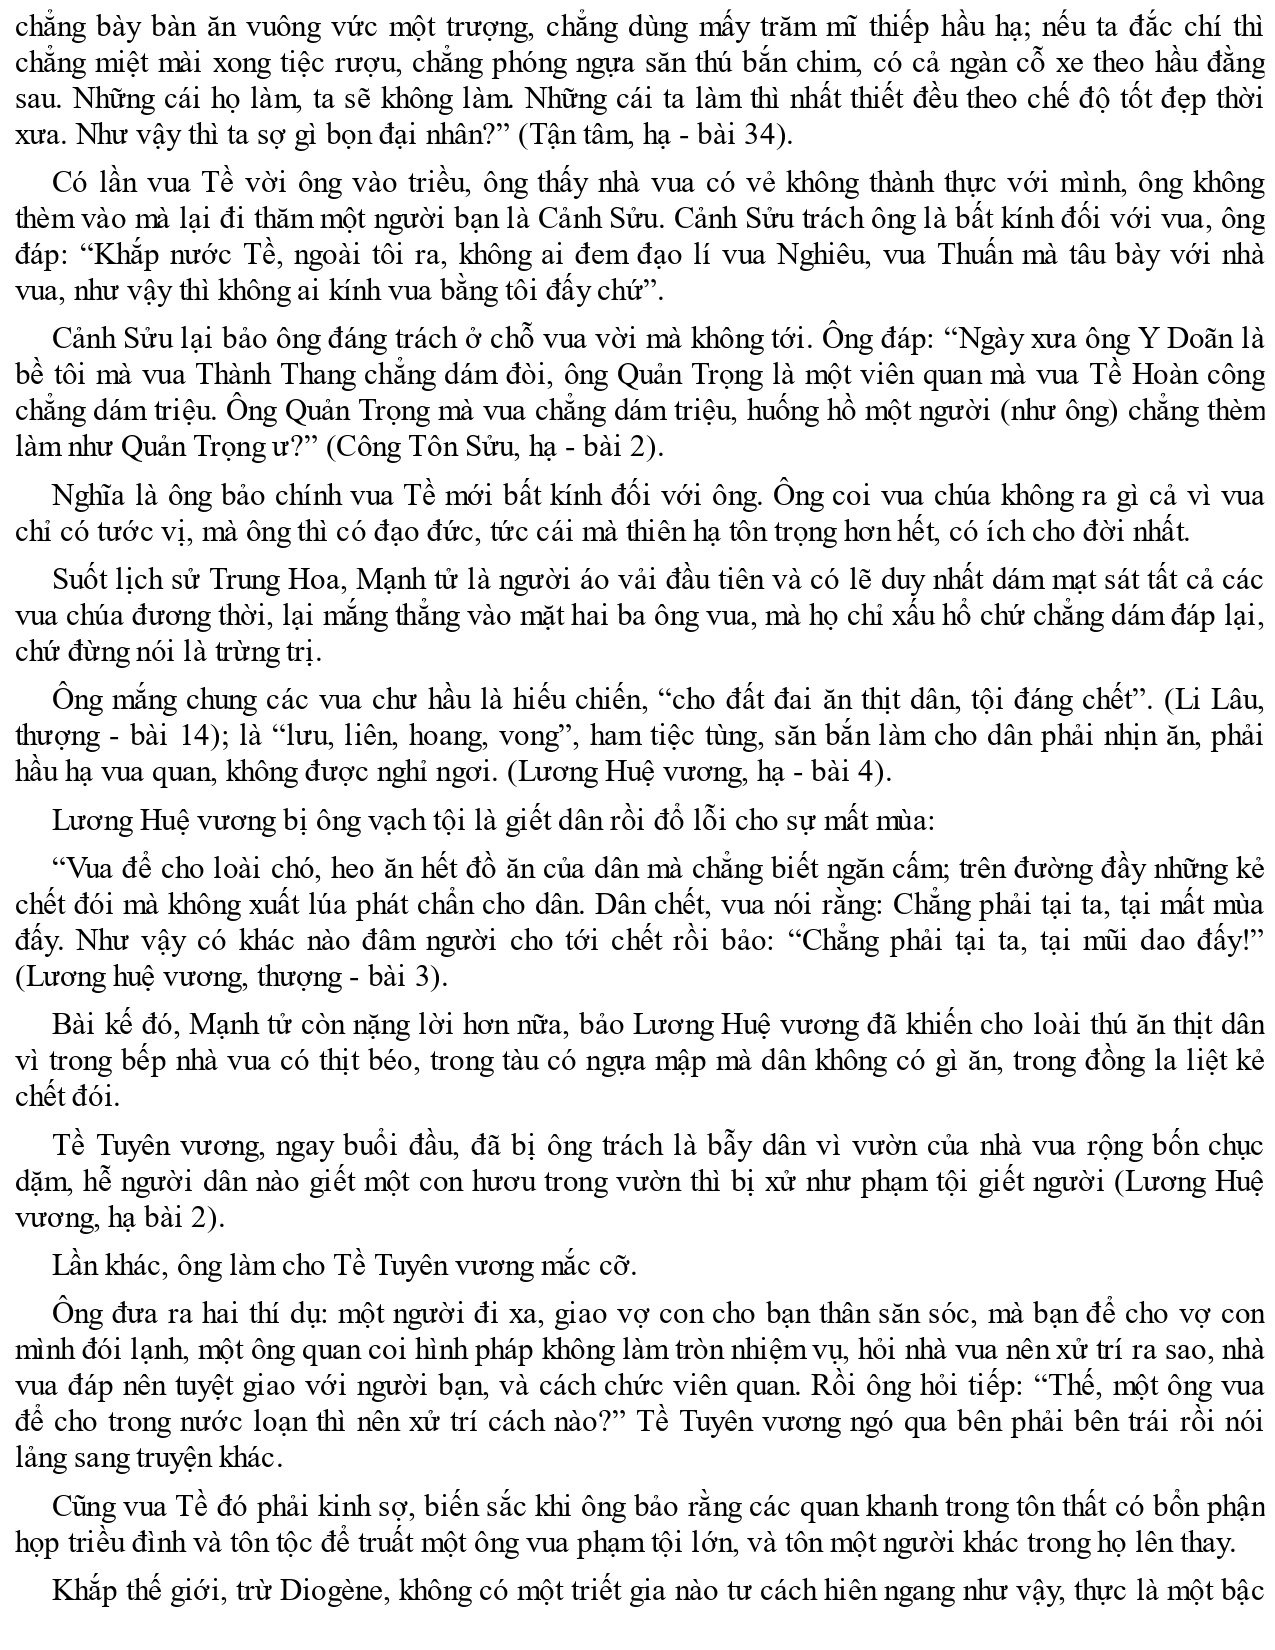 chẳng bày bàn ăn vuông vức một trượng, chẳng dùng mấy trăm mĩ thiếp hầu hạ; nếu ta đắc chí thì
chẳng miệt mài xong tiệc rượu, chẳng phóng ngựa săn thú bắn chim, có cả ngàn cỗ xe theo hầu đằng
sau. Những cái họ làm, ta sẽ không làm. Những cái ta làm thì nhất thiết đều theo chế độ tốt đẹp thời
xưa. Như vậy thì ta sợ gì bọn đại nhân?” (Tận tâm, hạ - bài 34).
Có lần vua Tề vời ông vào triều, ông thấy nhà vua có vẻ không thành thực với mình, ông không
thèm vào mà lại đi thăm một người bạn là Cảnh Sửu. Cảnh Sửu trách ông là bất kính đối với vua, ông
đáp: “Khắp nước Tề, ngoài tôi ra, không ai đem đạo lí vua Nghiêu, vua Thuấn mà tâu bày với nhà
vua, như vậy thì không ai kính vua bằng tôi đấy chứ”.
Cảnh Sửu lại bảo ông đáng trách ở chỗ vua vời mà không tới. Ông đáp: “Ngày xưa ông Y Doãn là
bề tôi mà vua Thành Thang chẳng dám đòi, ông Quản Trọng là một viên quan mà vua Tề Hoàn công
chẳng dám triệu. Ông Quản Trọng mà vua chẳng dám triệu, huống hồ một người (như ông) chẳng thèm
làm như Quản Trọng ư?” (Công Tôn Sửu, hạ - bài 2).
Nghĩa là ông bảo chính vua Tề mới bất kính đối với ông. Ông coi vua chúa không ra gì cả vì vua
chỉ có tước vị, mà ông thì có đạo đức, tức cái mà thiên hạ tôn trọng hơn hết, có ích cho đời nhất.
Suốt lịch sử Trung Hoa, Mạnh tử là người áo vải đầu tiên và có lẽ duy nhất dám mạt sát tất cả các
vua chúa đương thời, lại mắng thẳng vào mặt hai ba ông vua, mà họ chỉ xấu hổ chứ chẳng dám đáp lại,
chứ đừng nói là trừng trị.
Ông mắng chung các vua chư hầu là hiếu chiến, “cho đất đai ăn thịt dân, tội đáng chết”. (Li Lâu,
thượng - bài 14); là “lưu, liên, hoang, vong”, ham tiệc tùng, săn bắn làm cho dân phải nhịn ăn, phải
hầu hạ vua quan, không được nghỉ ngơi. (Lương Huệ vương, hạ - bài 4).
Lương Huệ vương bị ông vạch tội là giết dân rồi đổ lỗi cho sự mất mùa:
“Vua để cho loài chó, heo ăn hết đồ ăn của dân mà chẳng biết ngăn cấm; trên đường đầy những kẻ
chết đói mà không xuất lúa phát chẩn cho dân. Dân chết, vua nói rằng: Chẳng phải tại ta, tại mất mùa
đấy. Như vậy có khác nào đâm người cho tới chết rồi bảo: “Chẳng phải tại ta, tại mũi dao đấy!”
(Lương huệ vương, thượng - bài 3).
Bài kế đó, Mạnh tử còn nặng lời hơn nữa, bảo Lương Huệ vương đã khiến cho loài thú ăn thịt dân
vì trong bếp nhà vua có thịt béo, trong tàu có ngựa mập mà dân không có gì ăn, trong đồng la liệt kẻ
chết đói.
Tề Tuyên vương, ngay buổi đầu, đã bị ông trách là bẫy dân vì vườn của nhà vua rộng bốn chục
dặm, hễ người dân nào giết một con hươu trong vườn thì bị xử như phạm tội giết người (Lương Huệ
vương, hạ bài 2).
Lần khác, ông làm cho Tề Tuyên vương mắc cỡ.
Ông đưa ra hai thí dụ: một người đi xa, giao vợ con cho bạn thân săn sóc, mà bạn để cho vợ con
mình đói lạnh, một ông quan coi hình pháp không làm tròn nhiệm vụ, hỏi nhà vua nên xử trí ra sao, nhà
vua đáp nên tuyệt giao với người bạn, và cách chức viên quan. Rồi ông hỏi tiếp: “Thế, một ông vua
để cho trong nước loạn thì nên xử trí cách nào?” Tề Tuyên vương ngó qua bên phải bên trái rồi nói
lảng sang truyện khác.
Cũng vua Tề đó phải kinh sợ, biến sắc khi ông bảo rằng các quan khanh trong tôn thất có bổn phận
họp triều đình và tôn tộc để truất một ông vua phạm tội lớn, và tôn một người khác trong họ lên thay.
Khắp thế giới, trừ Diogène, không có một triết gia nào tư cách hiên ngang như vậy, thực là một bậc